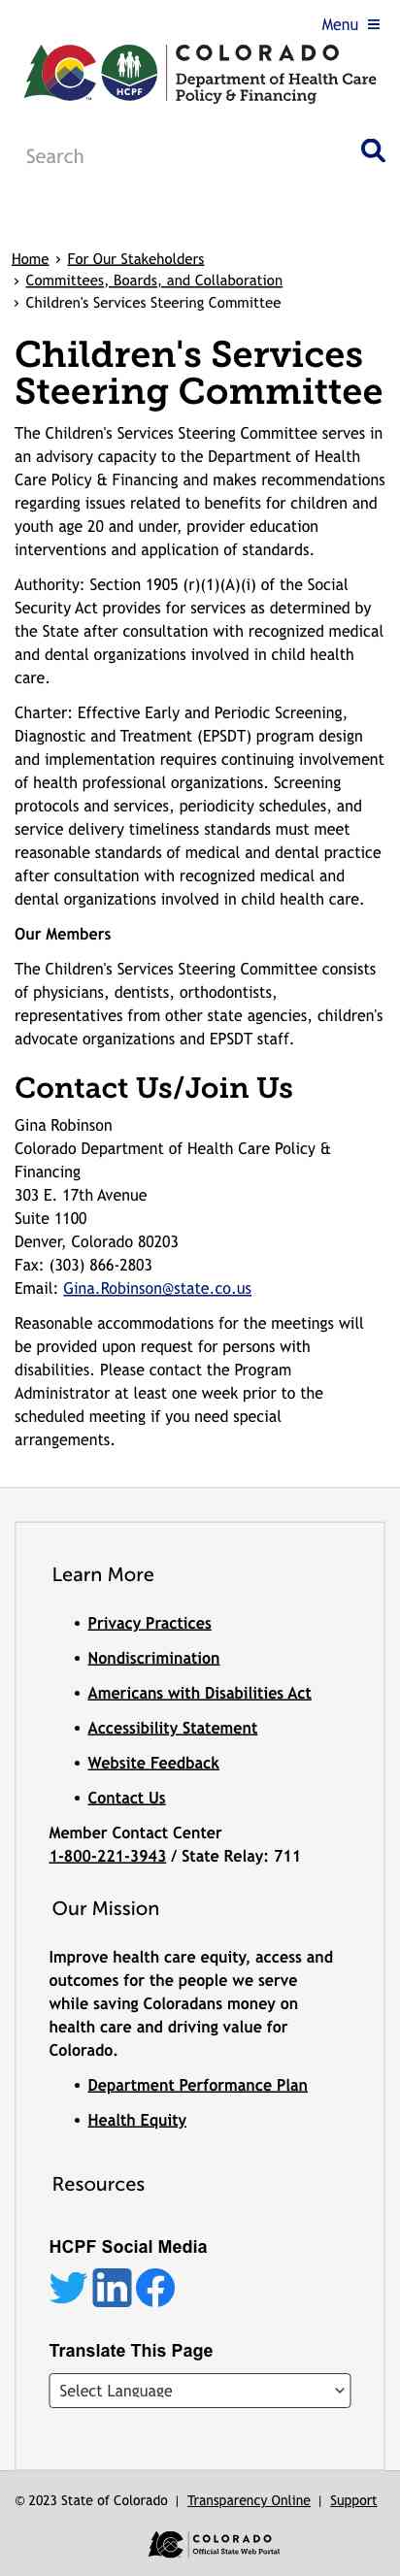 Menu
HCPF
COLORADO
Department of Health Care
Policy & Financing
Search
Home › For Our Stakeholders
› Committees, Boards, and Collaboration
› Children's Services Steering Committee
Children's Services
Steering Committee
The Children's Services Steering Committee serves in
an advisory capacity to the Department of Health
Care Policy & Financing and makes recommendations
regarding issues related to benefits for children and
youth age 20 and under, provider education
interventions and application of standards.
Authority: Section 1905 (r)(1)(A)(i) of the Social
Security Act provides for services as determined by
the State after consultation with recognized medical
and dental organizations involved in child health
care.
Charter: Effective Early and Periodic Screening,
Diagnostic and Treatment (EPSDT) program design
and implementation requires continuing involvement
of health professional organizations. Screening
protocols and services, periodicity schedules, and
service delivery timeliness standards must meet
reasonable standards of medical and dental practice
after consultation with recognized medical and
dental organizations involved in child health care.
Our Members
The Children's Services Steering Committee consists
of physicians, dentists, orthodontists,
representatives from other state agencies, children's
advocate organizations and EPSDT staff.
Contact Us/Join Us
Gina Robinson
Colorado Department of Health Care Policy &
Financing
303 E. 17th Avenue
Suite 1100
Denver, Colorado 80203
Fax: (303) 866-2803
Email: Gina.Robinson@state.co.us
Reasonable accommodations for the meetings will
be provided upon request for persons with
disabilities. Please contact the Program
Administrator at least one week prior to the
scheduled meeting if you need special
arrangements.
Learn More
• Privacy Practices
• Nondiscrimination
• Americans with Disabilities Act
• Accessibility Statement
• Website Feedback
• Contact Us
Member Contact Center
1-800-221-3943 / State Relay: 711
Our Mission
Improve health care equity, access and
outcomes for the people we serve
while saving Coloradans money on
health care and driving value for
Colorado.
• Department Performance Plan
• Health Equity
Resources
HCPF Social Media
Translate This Page
Select Language
© 2023 State of Colorado | Transparency Online | Support
COLORADO
Official State Web Portal